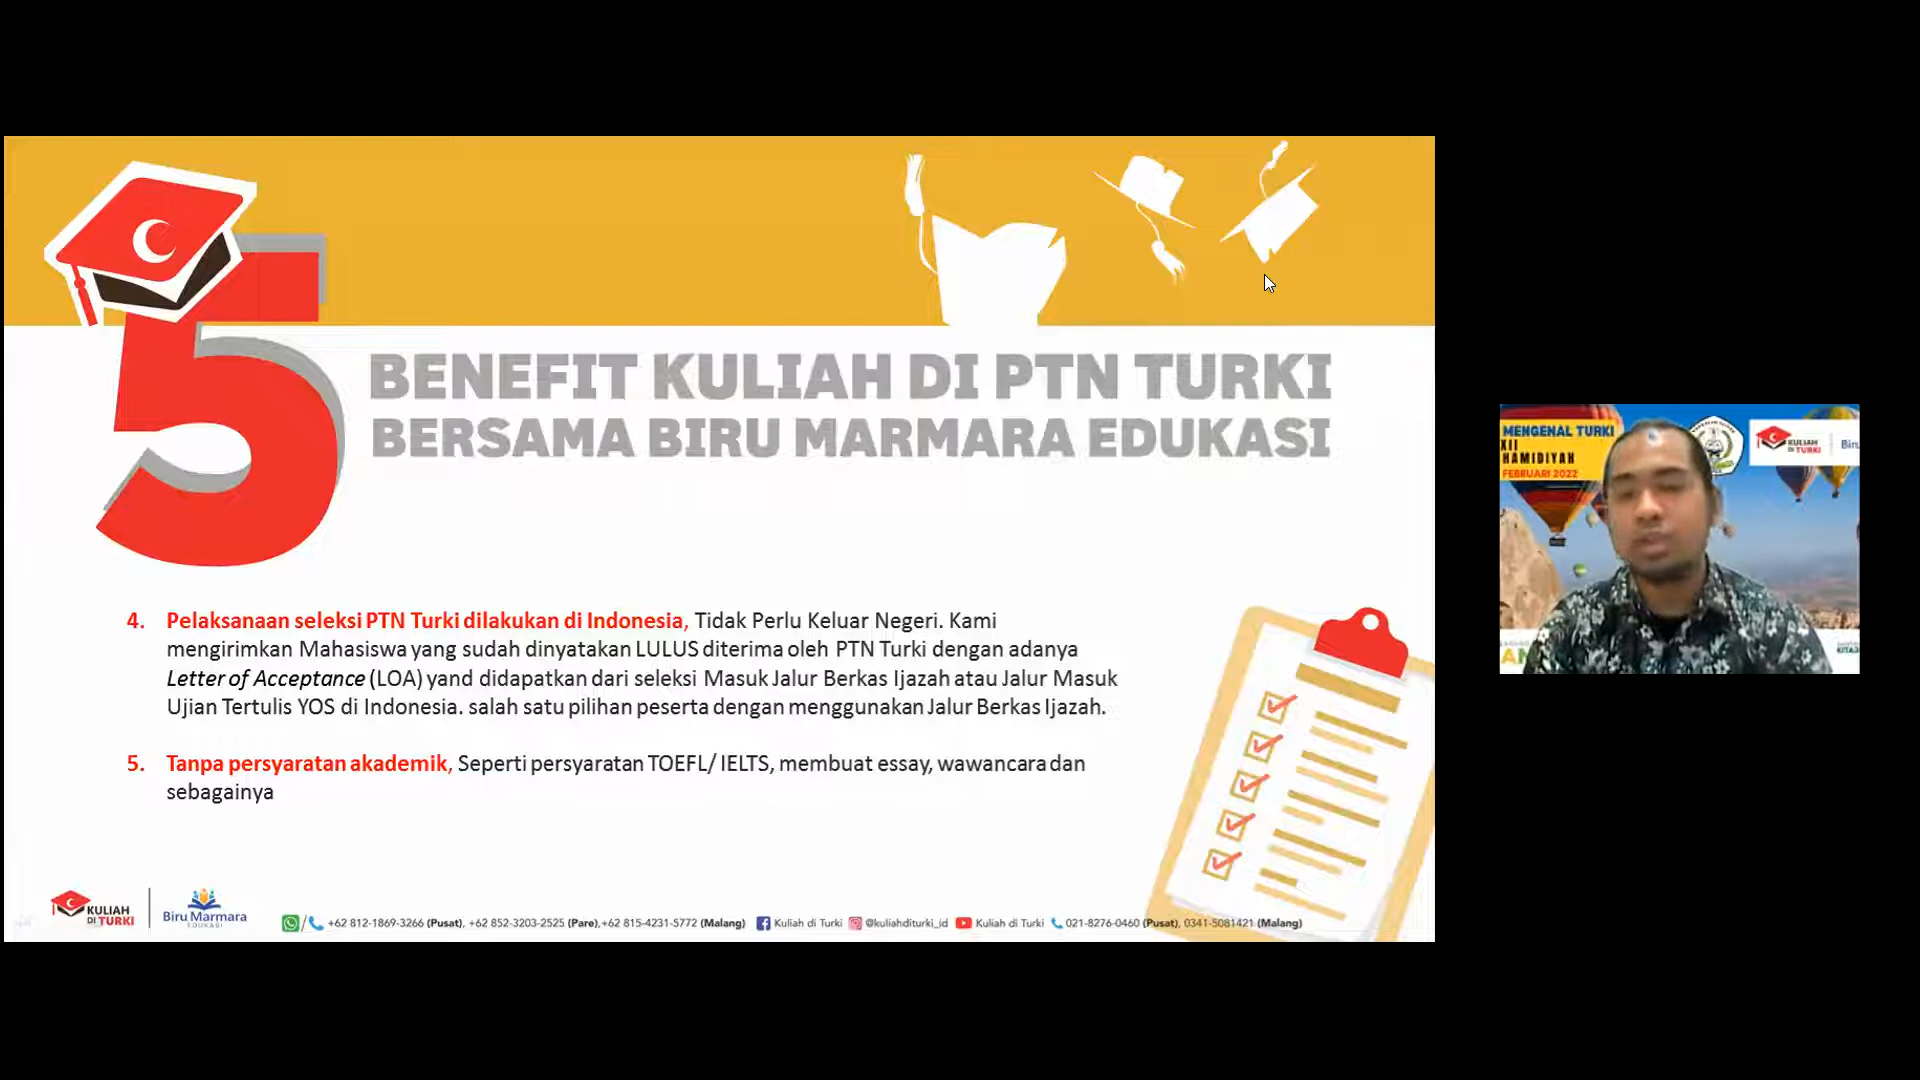 5
BENEFIT KULIAH DI PTN TURKI
BERSAMA BIRU MARMARA EDUKASI
4. Pelaksanaan seleksi PTN Turki dilakukan di Indonesia, Tidak Perlu Keluar Negeri. Kami
mengirimkan Mahasiswa yang sudah dinyatakan LULUS diterima oleh PTN Turki dengan adanya
Letter of Acceptance (LOA) yand didapatkan dari seleksi Masuk Jalur Berkas Ijazah atau Jalur Masuk
Ujian Tertulis YOS di Indonesia. salah satu pilihan peserta dengan menggunakan Jalur Berkas Ijazah.
5. Tanpa persyaratan akademik, Seperti persyaratan TOEFL/ IELTS, membuat essay, wawancara dan
sebagainya
KULIAH
DI TURKI
Biru Marmara
EDUKASI
/ +62 812-1869-3266 (Pusat), +62 852-3203-2525 (Pare),+62 815-4231-5772 (Malang) Kuliah di Turki @kuliahditurki_id Kuliah di Turki 021-8276-0460 (Pusat), 0341-5081421 (Malang)
MENGENAL TURKI
XII
HAMIDIYAH
FEBRUARI 2022
KULIAH
DI TURKI
Biru